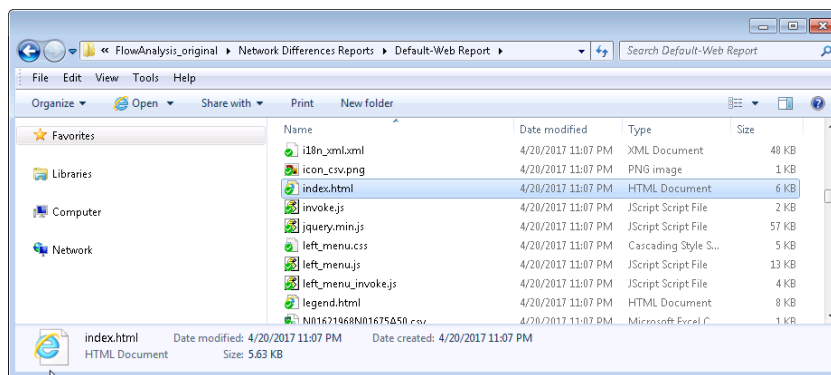 « FlowAnalysis_original ▸ Network Differences Reports ▸ Default-Web Report ▸ Search Default-Web Report
File Edit View Tools Help
Organize Open Share with Print New folder
Name Date modified Type Size
Favorites
Libraries
Computer
Network
i18n_xml.xml 4/20/2017 11:07 PM XML Document 48 KB
icon_csv.png 4/20/2017 11:07 PM PNG image 1 KB
index.html 4/20/2017 11:07 PM HTML Document 6 KB
invoke.js 4/20/2017 11:07 PM JScript Script File 2 KB
jquery.min.js 4/20/2017 11:07 PM JScript Script File 57 KB
left_menu.css 4/20/2017 11:07 PM Cascading Style S... 5 KB
left_menu.js 4/20/2017 11:07 PM JScript Script File 13 KB
left_menu_invoke.js 4/20/2017 11:07 PM JScript Script File 4 KB
legend.html 4/20/2017 11:07 PM HTML Document 8 KB
N01621968N01675A50.csv 4/20/2017 11:07 PM Microsoft Excel C... 1 KB
index.html Date modified: 4/20/2017 11:07 PM Date created: 4/20/2017 11:07 PM
HTML Document Size: 5.63 KB